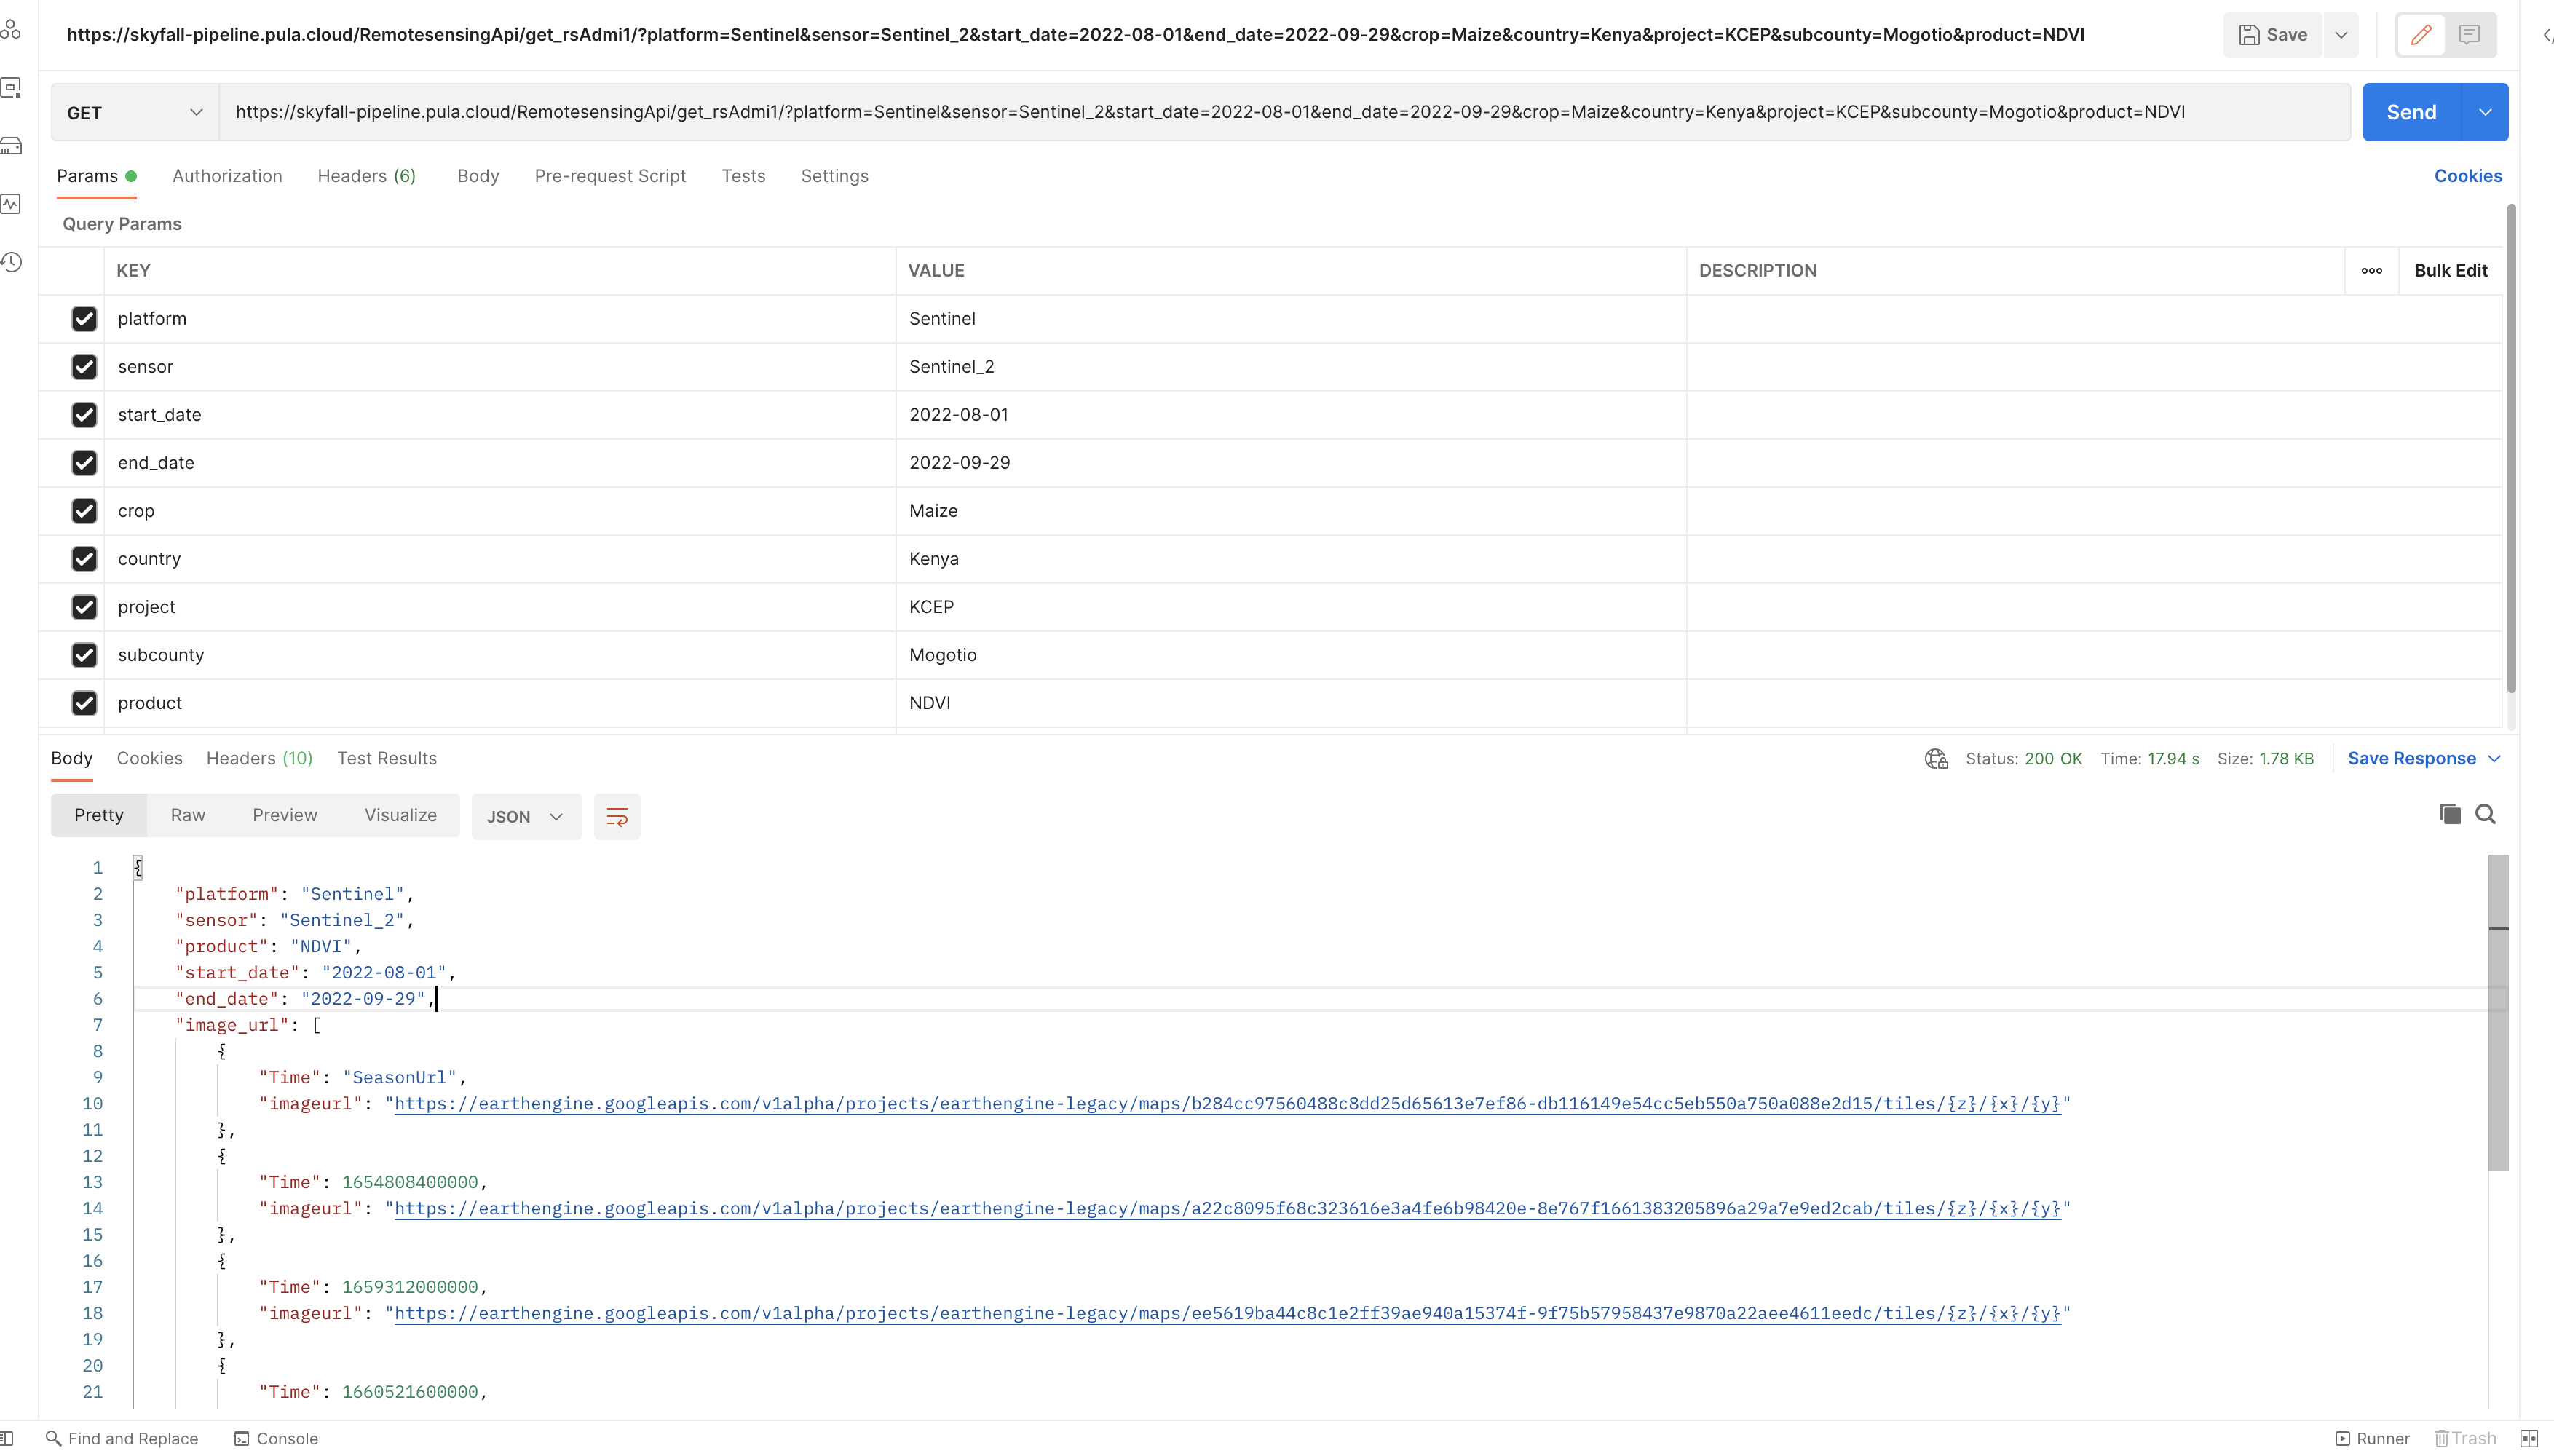 https://skyfall-pipeline.pula.cloud/RemotesensingApi/get_rsAdmi1/?platform=Sentinel&sensor=Sentinel_2&start_date=2022-08-01&end_date=2022-09-29&crop=Maize&country=Kenya&project=KCEP&subcounty=Mogotio&product=NDVI Save
GET https://skyfall-pipeline.pula.cloud/RemotesensingApi/get_rsAdmi1/?platform=Sentinel&sensor=Sentinel_2&start_date=2022-08-01&end_date=2022-09-29&crop=Maize&country=Kenya&project=KCEP&subcounty=Mogotio&product=NDVI Send
Params Authorization Headers (6) Body Pre-request Script Tests Settings Cookies
Query Params
KEY VALUE DESCRIPTION Bulk Edit
platform Sentinel
sensor Sentinel_2
start_date 2022-08-01
end_date 2022-09-29
crop Maize
country Kenya
project KCEP
subcounty Mogotio
product NDVI
Body Cookies Headers (10) Test Results Status: 200 OK Time: 17.94 s Size: 1.78 KB Save Response
Pretty Raw Preview Visualize JSON
1 {
2 "platform": "Sentinel",
3 "sensor": "Sentinel_2",
4 "product": "NDVI",
5 "start_date": "2022-08-01",
6 "end_date": "2022-09-29",
7 "image_url": [
8 {
9 "Time": "SeasonUrl",
10 "imageurl": "https://earthengine.googleapis.com/v1alpha/projects/earthengine-legacy/maps/b284cc97560488c8dd25d65613e7ef86-db116149e54cc5eb550a750a088e2d15/tiles/{z}/{x}/{y}"
11 },
12 {
13 "Time": 1654808400000,
14 "imageurl": "https://earthengine.googleapis.com/v1alpha/projects/earthengine-legacy/maps/a22c8095f68c323616e3a4fe6b98420e-8e767f1661383205896a29a7e9ed2cab/tiles/{z}/{x}/{y}"
15 },
16 {
17 "Time": 1659312000000,
18 "imageurl": "https://earthengine.googleapis.com/v1alpha/projects/earthengine-legacy/maps/ee5619ba44c8c1e2ff39ae940a15374f-9f75b57958437e9870a22aee4611eedc/tiles/{z}/{x}/{y}"
19 },
20 {
21 "Time": 1660521600000,
Find and Replace Console Runner Trash